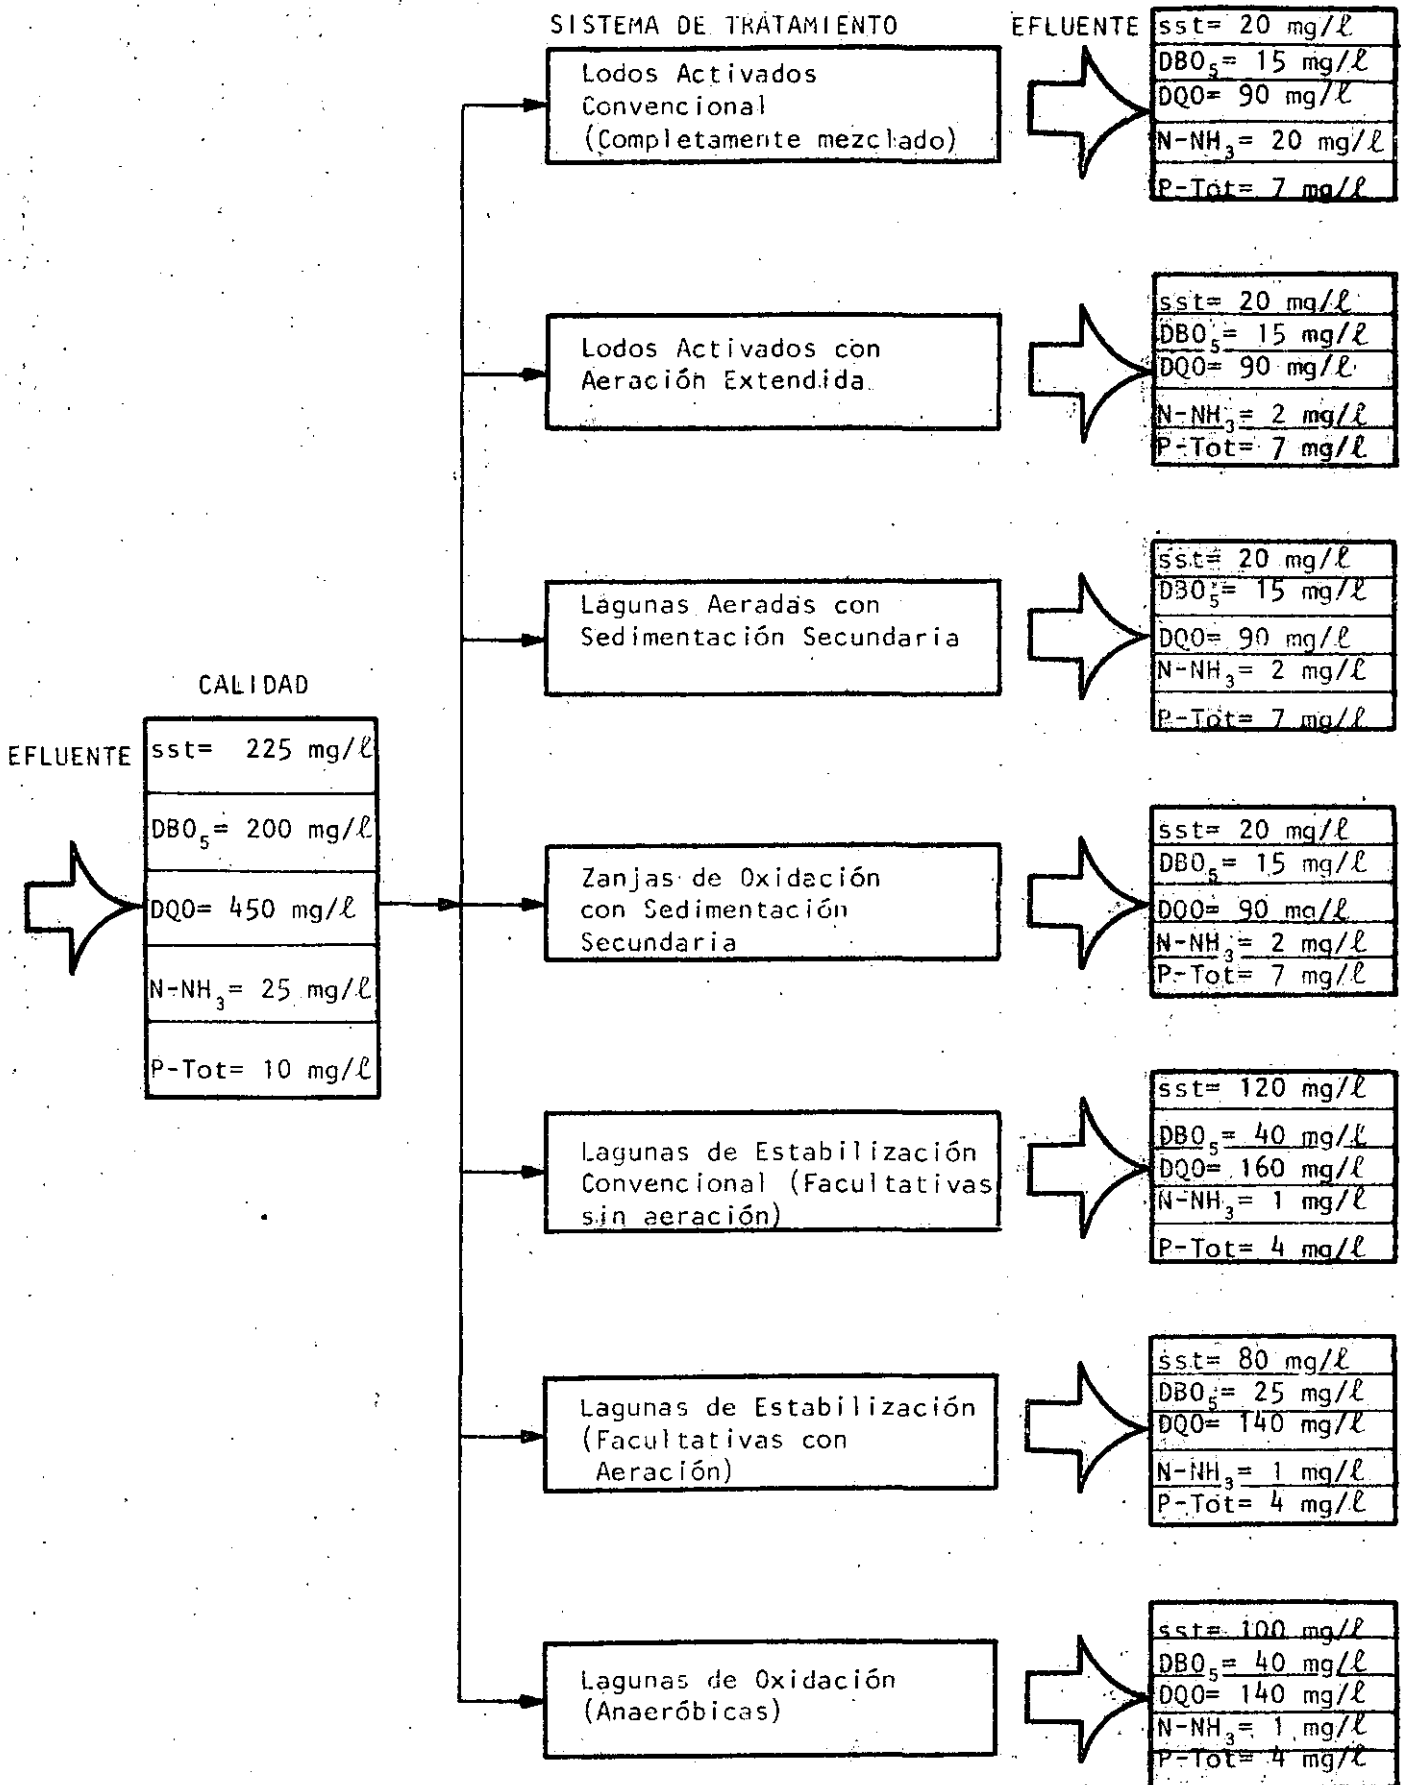 SISTEMA DE TRATAMIENTO
EFLUENTE
Lodos Activados
Convencional
(Completamente mezclado)
sst= 20 mg/ℓ
DBO₅= 15 mg/ℓ
DQO= 90 mg/ℓ
N-NH₃= 20 mg/ℓ
P-Tot= 7 mg/ℓ
Lodos Activados con
Aeración Extendida
sst= 20 mg/ℓ
DBO₅= 15 mg/ℓ
DQO= 90 mg/ℓ
N-NH₃= 2 mg/ℓ
P-Tot= 7 mg/ℓ
Lagunas Aeradas con
Sedimentación Secundaria
sst= 20 mg/ℓ
DBO₅= 15 mg/ℓ
DQO= 90 mg/ℓ
N-NH₃= 2 mg/ℓ
P-Tot= 7 mg/ℓ
CALIDAD
EFLUENTE
sst= 225 mg/ℓ
DBO₅= 200 mg/ℓ
DQO= 450 mg/ℓ
N-NH₃= 25 mg/ℓ
P-Tot= 10 mg/ℓ
Zanjas de Oxidación
con Sedimentación
Secundaria
sst= 20 mg/ℓ
DBO₅= 15 mg/ℓ
DQO= 90 mg/ℓ
N-NH₃= 2 mg/ℓ
P-Tot= 7 mg/ℓ
Lagunas de Estabilización
Convencional (Facultativas
sin aeración)
sst= 120 mg/ℓ
DBO₅= 40 mg/ℓ
DQO= 160 mg/ℓ
N-NH₃= 1 mg/ℓ
P-Tot= 4 mg/ℓ
Lagunas de Estabilización
(Facultativas con
Aeración)
sst= 80 mg/ℓ
DBO₅= 25 mg/ℓ
DQO= 140 mg/ℓ
N-NH₃= 1 mg/ℓ
P-Tot= 4 mg/ℓ
Lagunas de Oxidación
(Anaeróbicas)
sst= 100 mg/ℓ
DBO₅= 40 mg/ℓ
DQO= 140 mg/ℓ
N-NH₃= 1 mg/ℓ
P-Tot= 4 mg/ℓ